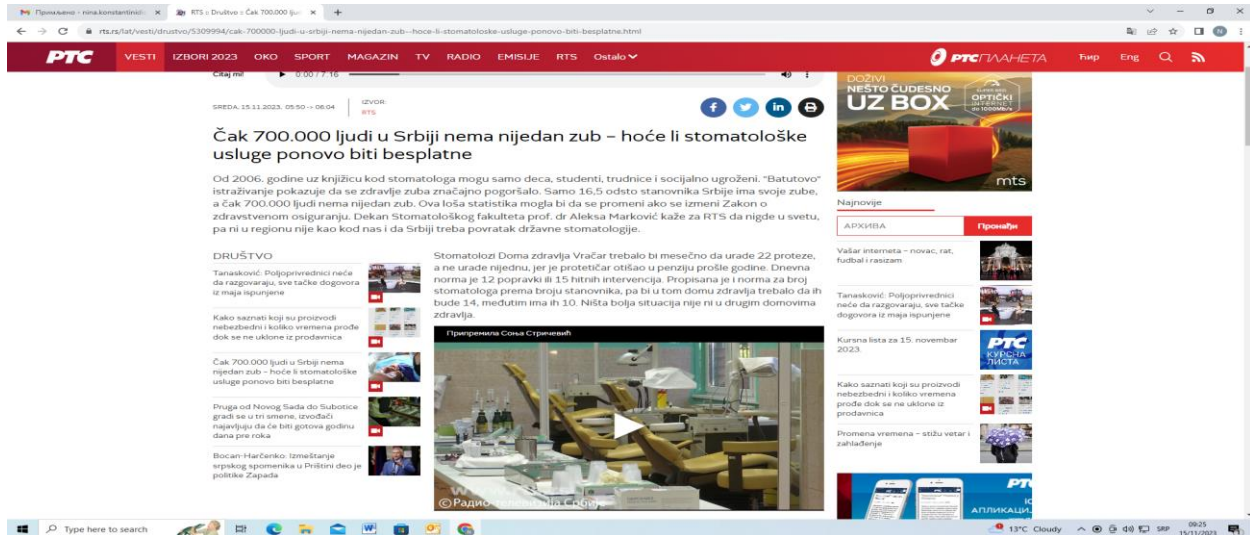 Примљено - nina.konstantinidi
RTS :: Društvo :: Čak 700.000 ljudi
rts.rs/lat/vesti/drustvo/5309994/cak-700000-ljudi-u-srbiji-nema-nijedan-zub--hoce-li-stomatoloske-usluge-ponovo-biti-besplatne.html
РТС VESTI IZBORI 2023 OKO SPORT MAGAZIN TV RADIO EMISIJE RTS Ostalo РТС ПЛАНЕТА Ћир Eng
Čitaj mi! 0:00 / 7:16
SREDA, 15.11.2023, 05:50 -> 06:04
IZVOR:
RTS
Čak 700.000 ljudi u Srbiji nema nijedan zub – hoće li stomatološke
usluge ponovo biti besplatne
Od 2006. godine uz knjižicu kod stomatologa mogu samo deca, studenti, trudnice i socijalno ugroženi. "Batutovo"
istraživanje pokazuje da se zdravlje zuba značajno pogoršalo. Samo 16,5 odsto stanovnika Srbije ima svoje zube,
a čak 700.000 ljudi nema nijedan zub. Ova loša statistika mogla bi da se promeni ako se izmeni Zakon o
zdravstvenom osiguranju. Dekan Stomatološkog fakulteta prof. dr Aleksa Marković kaže za RTS da nigde u svetu,
pa ni u regionu nije kao kod nas i da Srbiji treba povratak državne stomatologije.
DRUŠTVO
Tanasković: Poljoprivrednici neće
da razgovaraju, sve tačke dogovora
iz maja ispunjene
Kako saznati koji su proizvodi
nebezbedni i koliko vremena prođe
dok se ne uklone iz prodavnica
Čak 700.000 ljudi u Srbiji nema
nijedan zub – hoće li stomatološke
usluge ponovo biti besplatne
Pruga od Novog Sada do Subotice
gradi se u tri smene, izvođači
najavljuju da će biti gotova godinu
dana pre roka
Bocan-Harčenko: Izmeštanje
srpskog spomenika u Prištini deo je
politike Zapada
Stomatolozi Doma zdravlja Vračar trebalo bi mesečno da urade 22 proteze,
a ne urade nijednu, jer je protetičar otišao u penziju prošle godine. Dnevna
norma je 12 popravki ili 15 hitnih intervencija. Propisana je i norma za broj
stomatologa prema broju stanovnika, pa bi u tom domu zdravlja trebalo da ih
bude 14, međutim ima ih 10. Ništa bolja situacija nije ni u drugim domovima
zdravlja.
Припремила Соња Стричевић
©Радио-телевизија Србије
DOŽIVI
NEŠTO ČUDESNO
UZ BOX
OPTIČKI
INTERNET
do 1000Mb/s
mts
Najnovije
АРХИВА Пронађи
Vašar interneta – novac, rat,
fudbal i rasizam
Tanasković: Poljoprivrednici
neće da razgovaraju, sve tačke
dogovora iz maja ispunjene
Kursna lista za 15. novembar
2023.
РТС
КУРСНА
ЛИСТА
Kako saznati koji su proizvodi
nebezbedni i koliko vremena
prođe dok se ne uklone iz
prodavnica
Promena vremena – stižu vetar i
zahlađenje
РТС
АПЛИКАЦИЈ
Type here to search
13°C Cloudy
SRP
09:25
15/11/2023